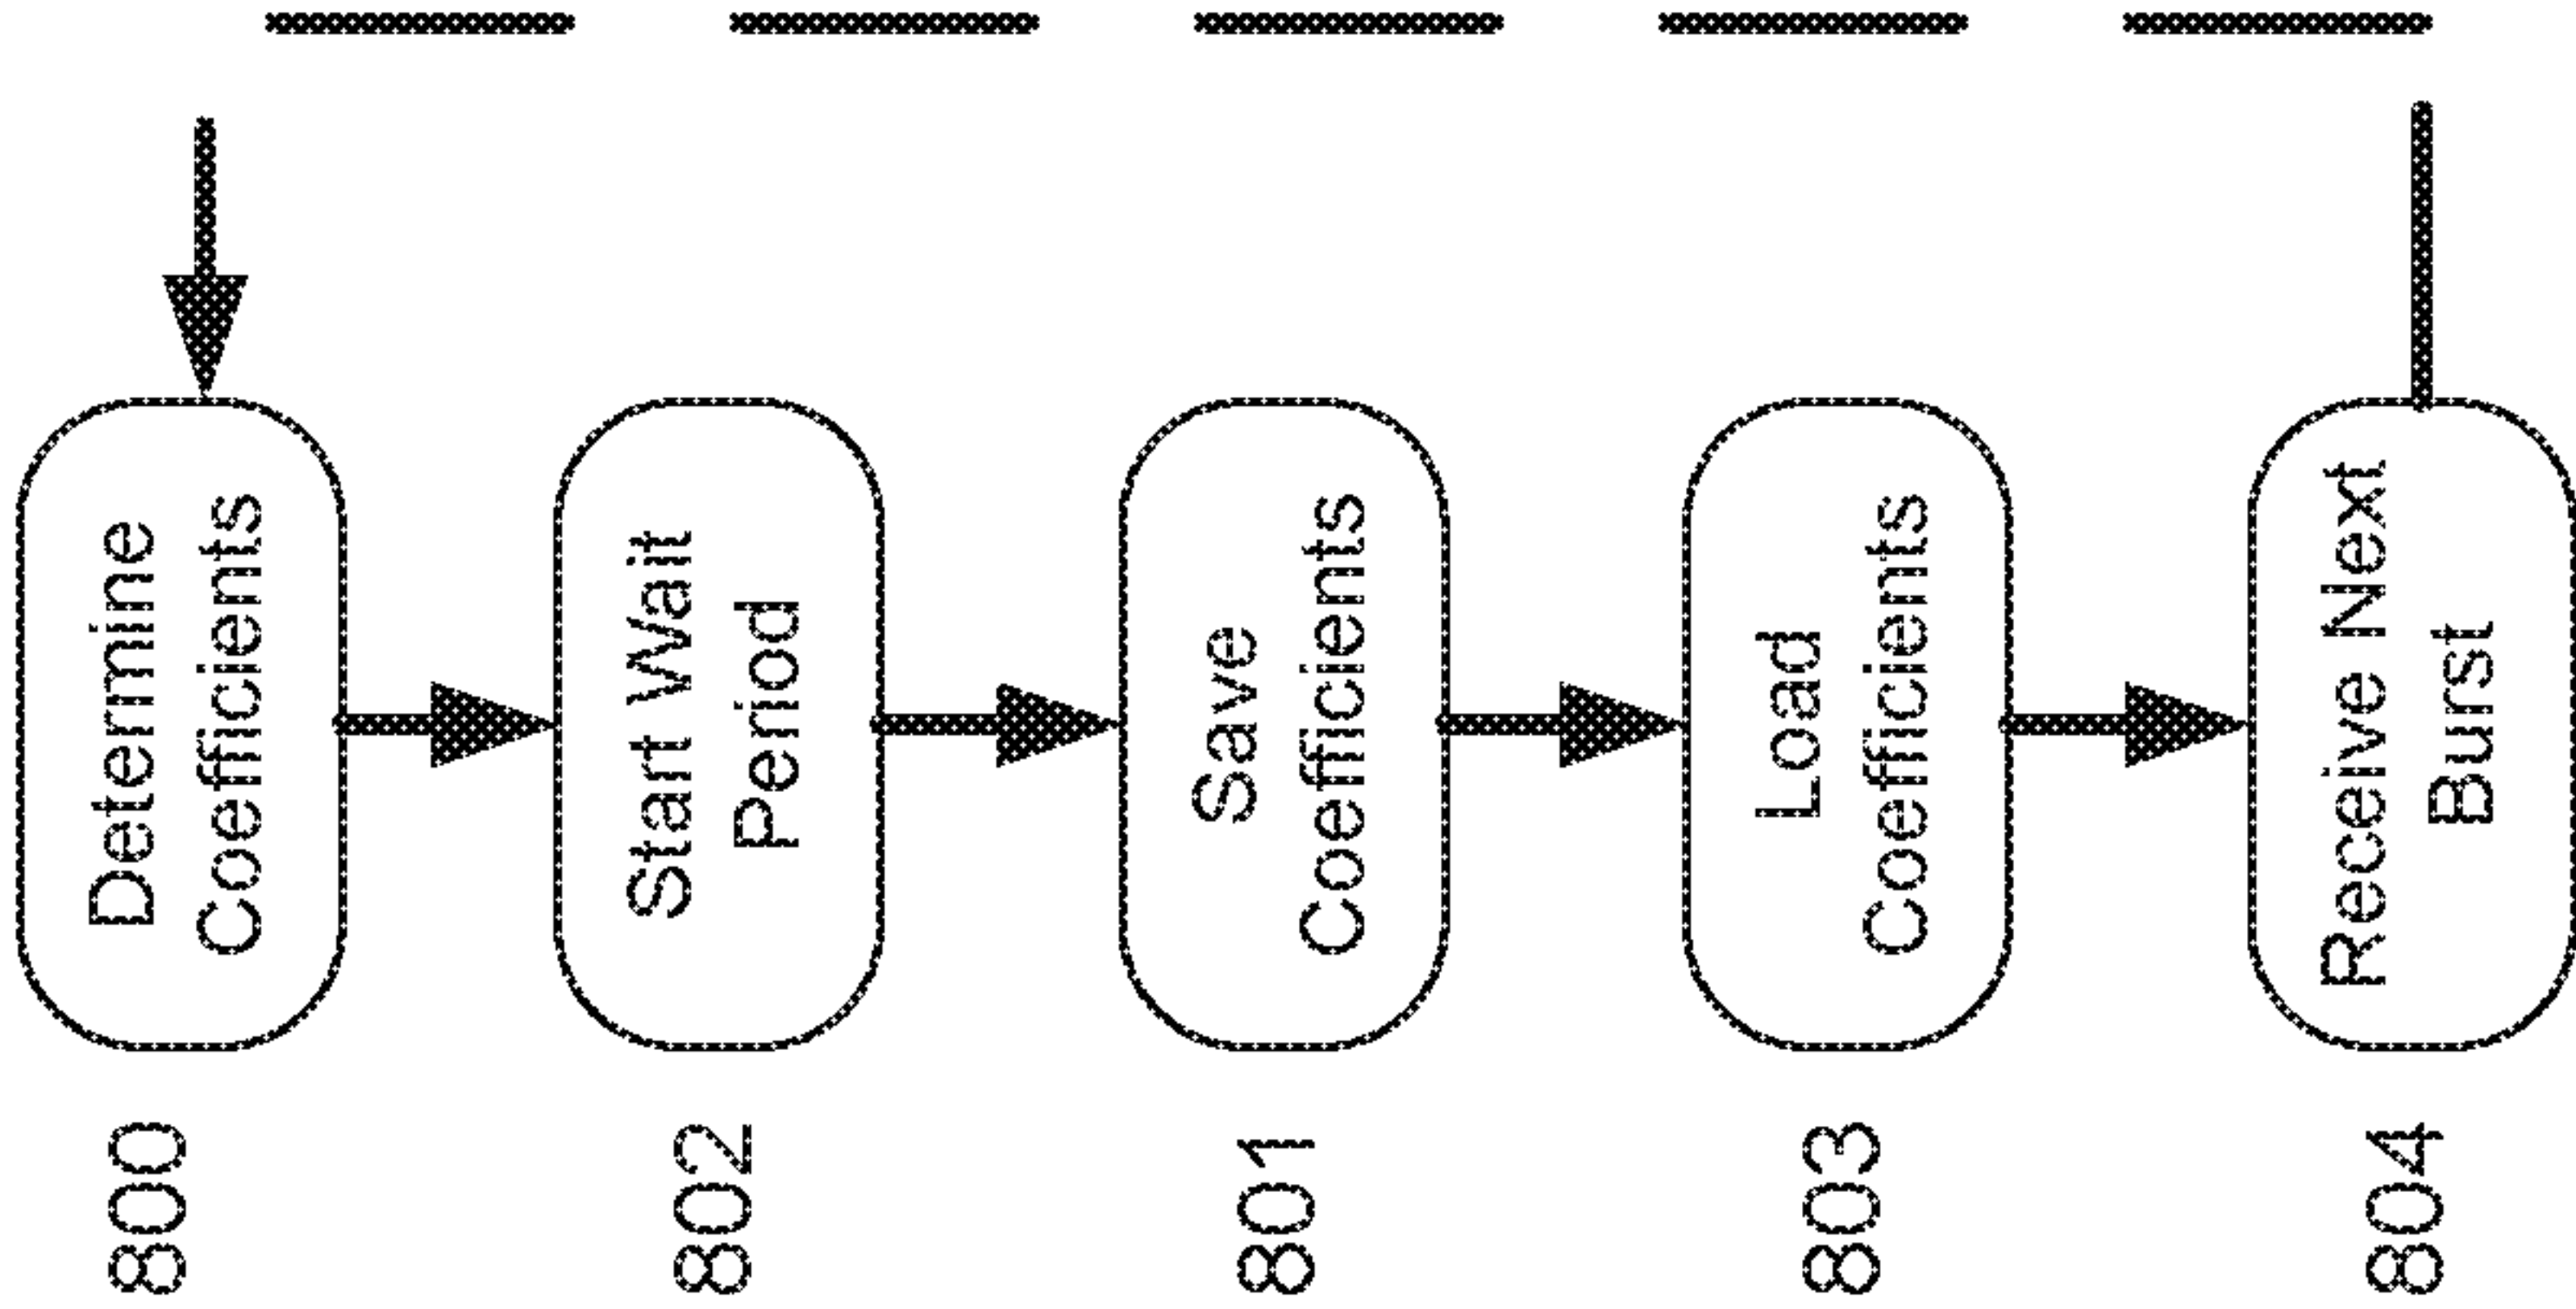 800
Determine
Coefficients
802
Start Wait
Period
801
Save
Coefficients
803
Load
Coefficients
804
Receive Next
Burst